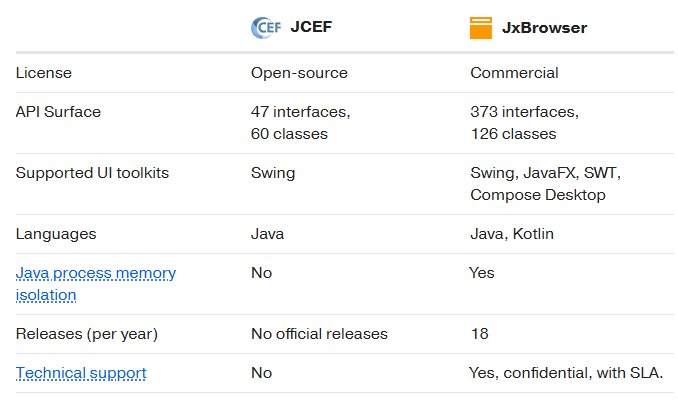 CEF JCEF JxBrowser
License Open-source Commercial
API Surface 47 interfaces, 373 interfaces,
60 classes 126 classes
Supported UI toolkits Swing Swing, JavaFX, SWT,
Compose Desktop
Languages Java Java, Kotlin
Java process memory No Yes
isolation
Releases (per year) No official releases 18
Technical support No Yes, confidential, with SLA.